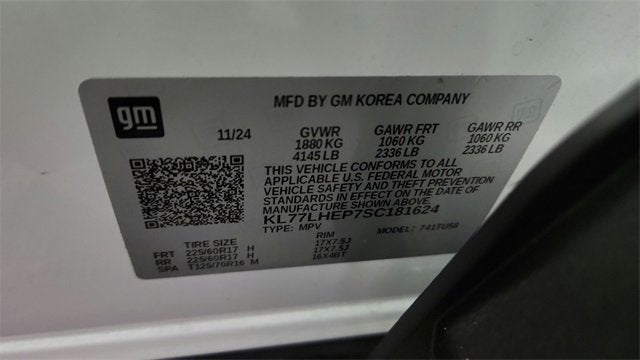 gm
MFD BY GM KOREA COMPANY
11/24 GVWR GAWR FRT GAWR RR
1880 KG 1060 KG 1060 KG
4145 LB 2336 LB 2336 LB
THIS VEHICLE CONFORMS TO ALL
APPLICABLE U.S. FEDERAL MOTOR
VEHICLE SAFETY AND THEFT PREVENTION
STANDARDS IN EFFECT ON THE DATE OF
MANUFACTURE SHOWN ABOVE.
KL77LHEP7SC181624
TYPE: MPV MODEL: 741TU58
TIRE SIZE RIM
FRT 225/60R17 H 17X7.5J
RR 225/60R17 H 17X7.5J
SPA T125/70R16 M 16X4BT